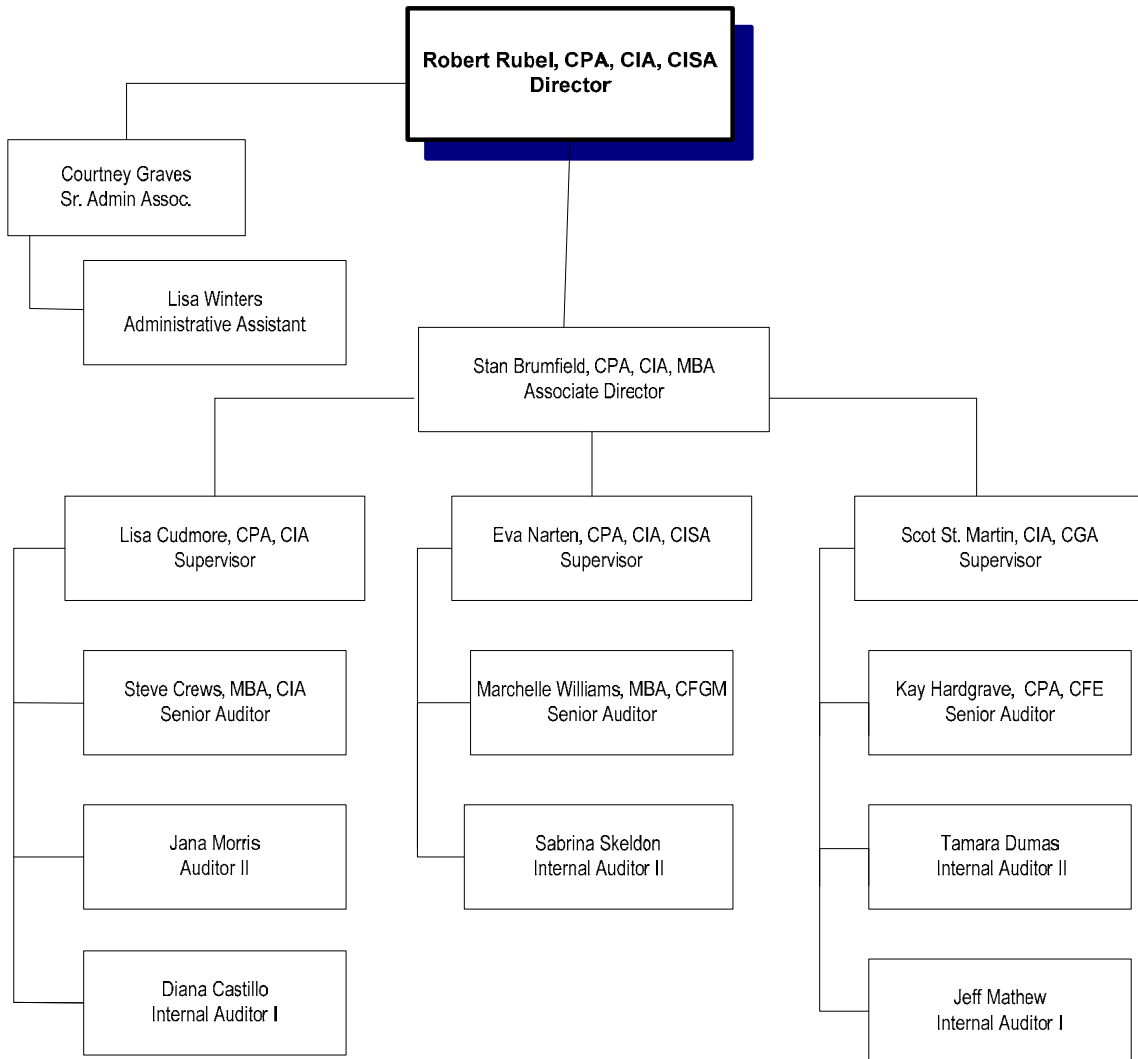 Robert Rubel, CPA, CIA, CISA
Director
Courtney Graves
Sr. Admin Assoc.
Lisa Winters
Administrative Assistant
Stan Brumfield, CPA, CIA, MBA
Associate Director
Lisa Cudmore, CPA, CIA
Supervisor
Steve Crews, MBA, CIA
Senior Auditor
Jana Morris
Auditor II
Diana Castillo
Internal Auditor I
Eva Narten, CPA, CIA, CISA
Supervisor
Marchelle Williams, MBA, CFGM
Senior Auditor
Sabrina Skeldon
Internal Auditor II
Scot St. Martin, CIA, CGA
Supervisor
Kay Hardgrave, CPA, CFE
Senior Auditor
Tamara Dumas
Internal Auditor II
Jeff Mathew
Internal Auditor I